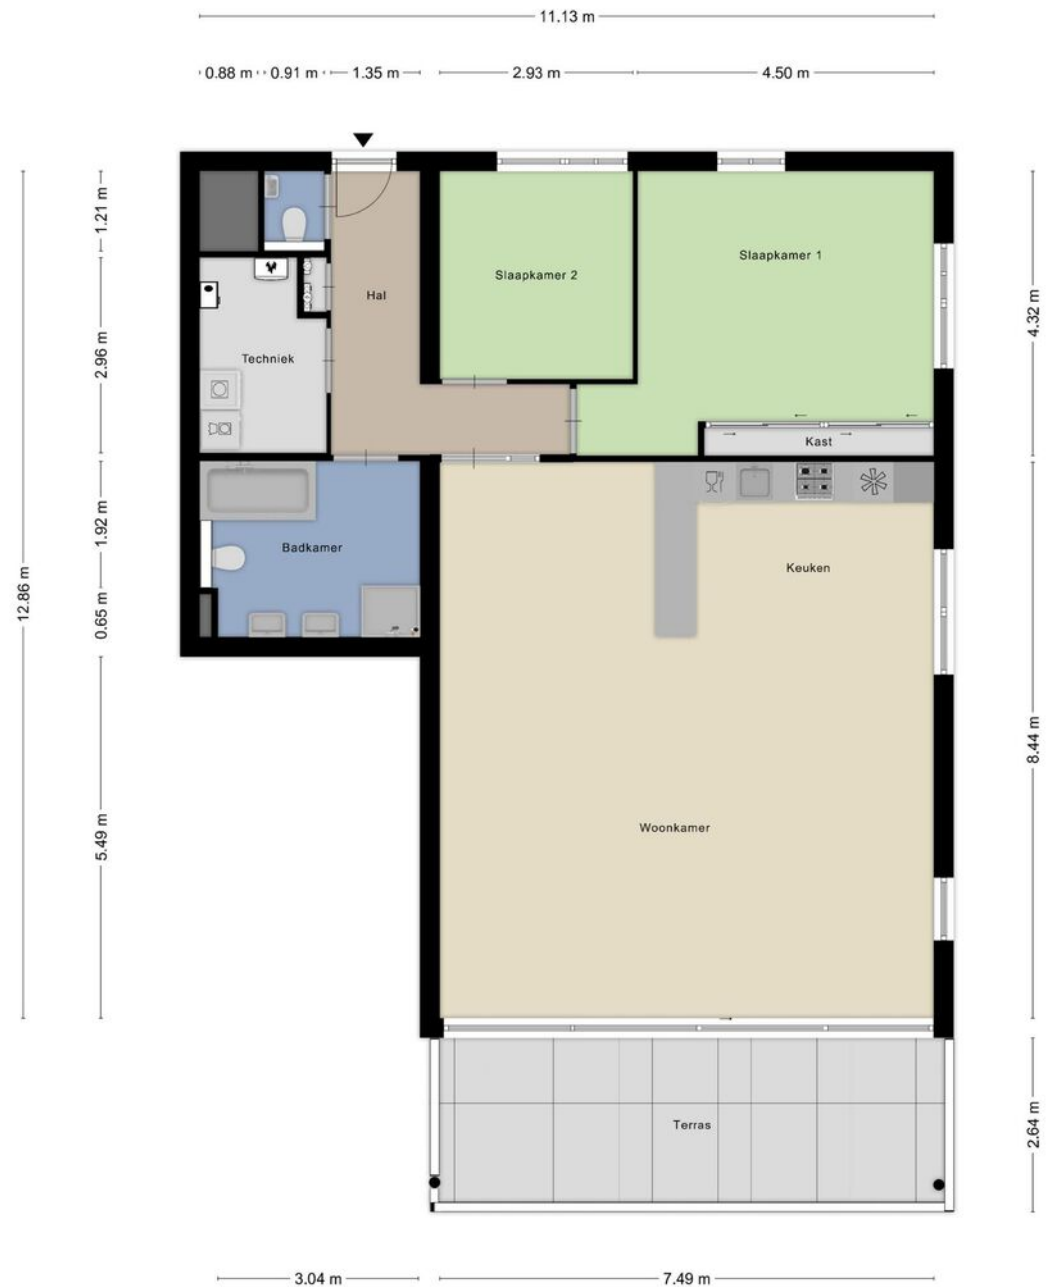 11.13 m
0.88 m
0.91 m
1.35 m
2.93 m
4.50 m
1.21 m
2.96 m
1.92 m
0.65 m
5.49 m
12.86 m
4.32 m
8.44 m
2.64 m
Slaapkamer 1
Slaapkamer 2
Hal
Techniek
Kast
Badkamer
Keuken
Woonkamer
Terras
3.04 m
7.49 m